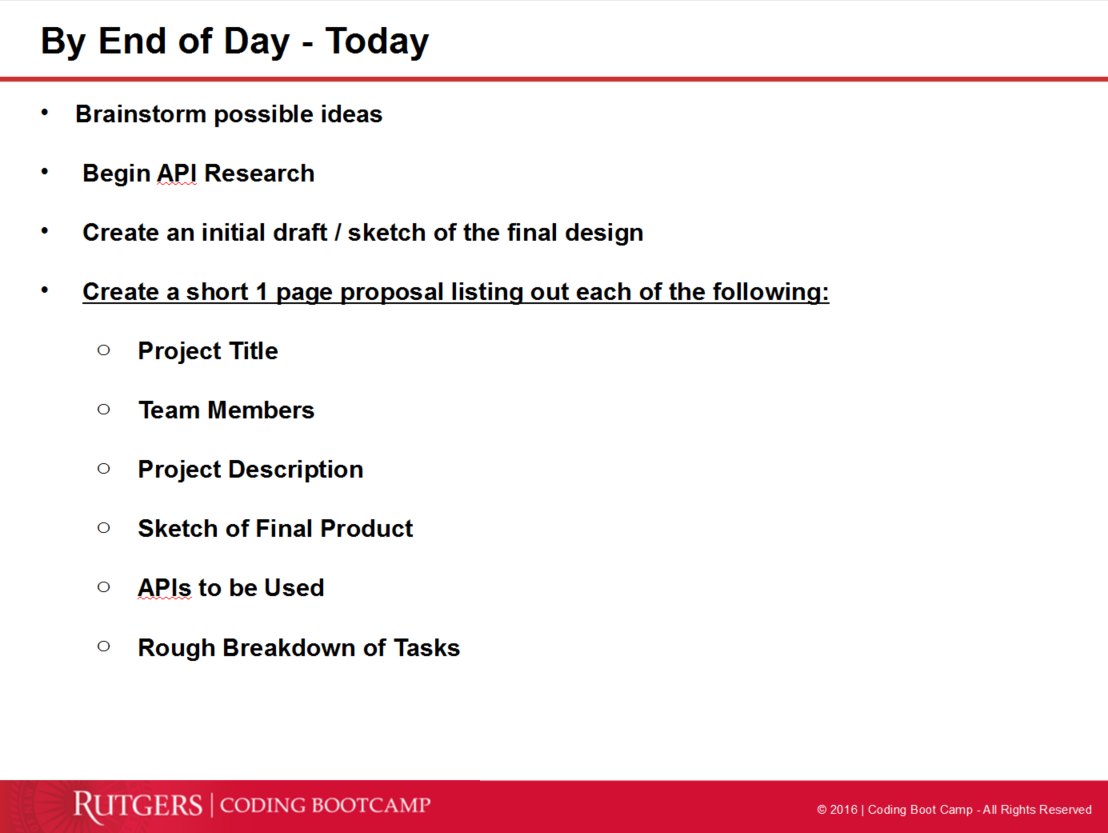 By End of Day - Today
• Brainstorm possible ideas
• Begin API Research
• Create an initial draft / sketch of the final design
• Create a short 1 page proposal listing out each of the following:
○ Project Title
○ Team Members
○ Project Description
○ Sketch of Final Product
○ APIs to be Used
○ Rough Breakdown of Tasks
RUTGERS | CODING BOOTCAMP
© 2016 | Coding Boot Camp - All Rights Reserved